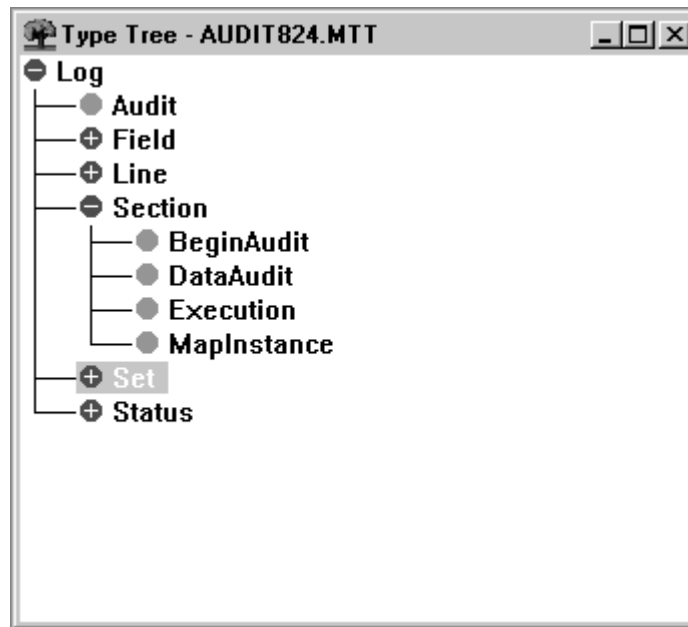 Type Tree - AUDIT824.MTT
Log
Audit
Field
Line
Section
BeginAudit
DataAudit
Execution
MapInstance
Set
Status